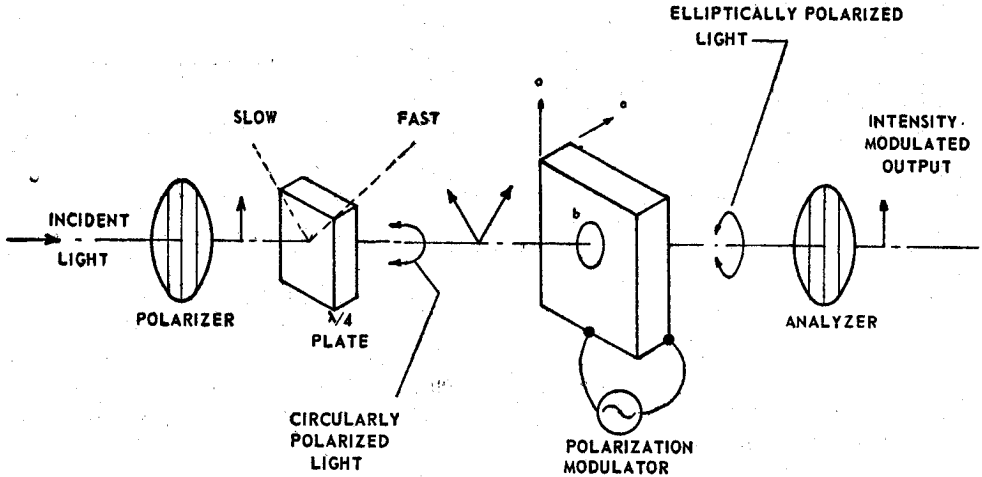 ELLIPTICALLY POLARIZED
LIGHT
SLOW
FAST
a
a
INTENSITY-
MODULATED
OUTPUT
INCIDENT
LIGHT
b
POLARIZER
λ/4
PLATE
ANALYZER
CIRCULARLY
POLARIZED
LIGHT
POLARIZATION
MODULATOR